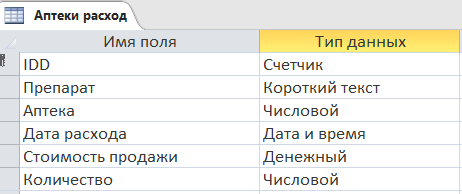 Аптеки расход
Имя поля Тип данных
IDD Счетчик
Препарат Короткий текст
Аптека Числовой
Дата расхода Дата и время
Стоимость продажи Денежный
Количество Числовой